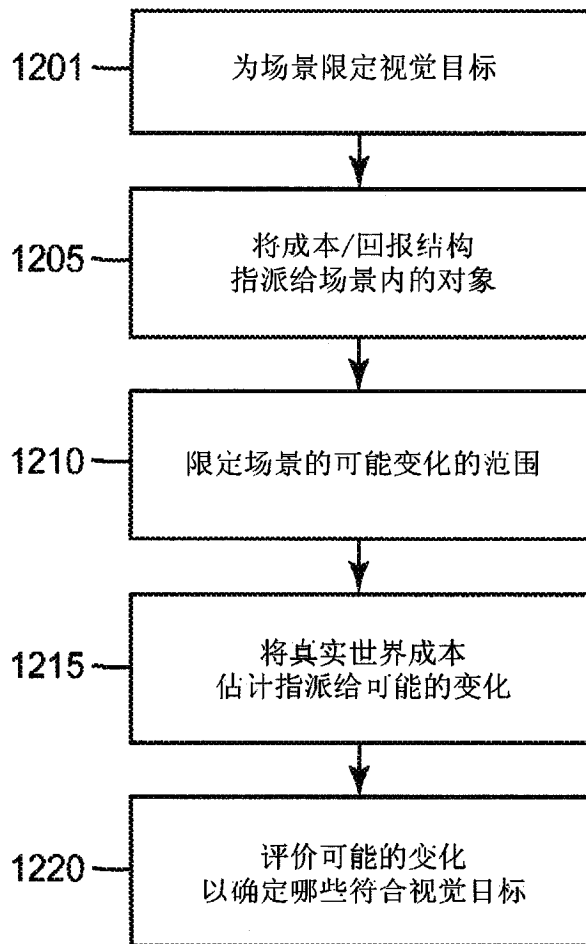 1201
为场景限定视觉目标
1205
将成本/回报结构
指派给场景内的对象
1210
限定场景的可能变化的范围
1215
将真实世界成本
估计指派给可能的变化
1220
评价可能的变化
以确定哪些符合视觉目标